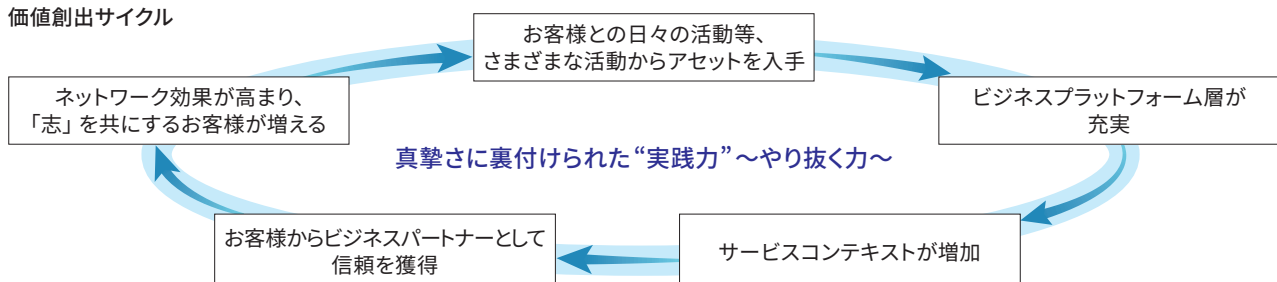 価値創出サイクル
お客様との日々の活動等、
さまざまな活動からアセットを入手
ネットワーク効果が高まり、
「志」を共にするお客様が増える
ビジネスプラットフォーム層が
充実
真摯さに裏付けられた“実践力”～やり抜く力～
お客様からビジネスパートナーとして
信頼を獲得
サービスコンテキストが増加